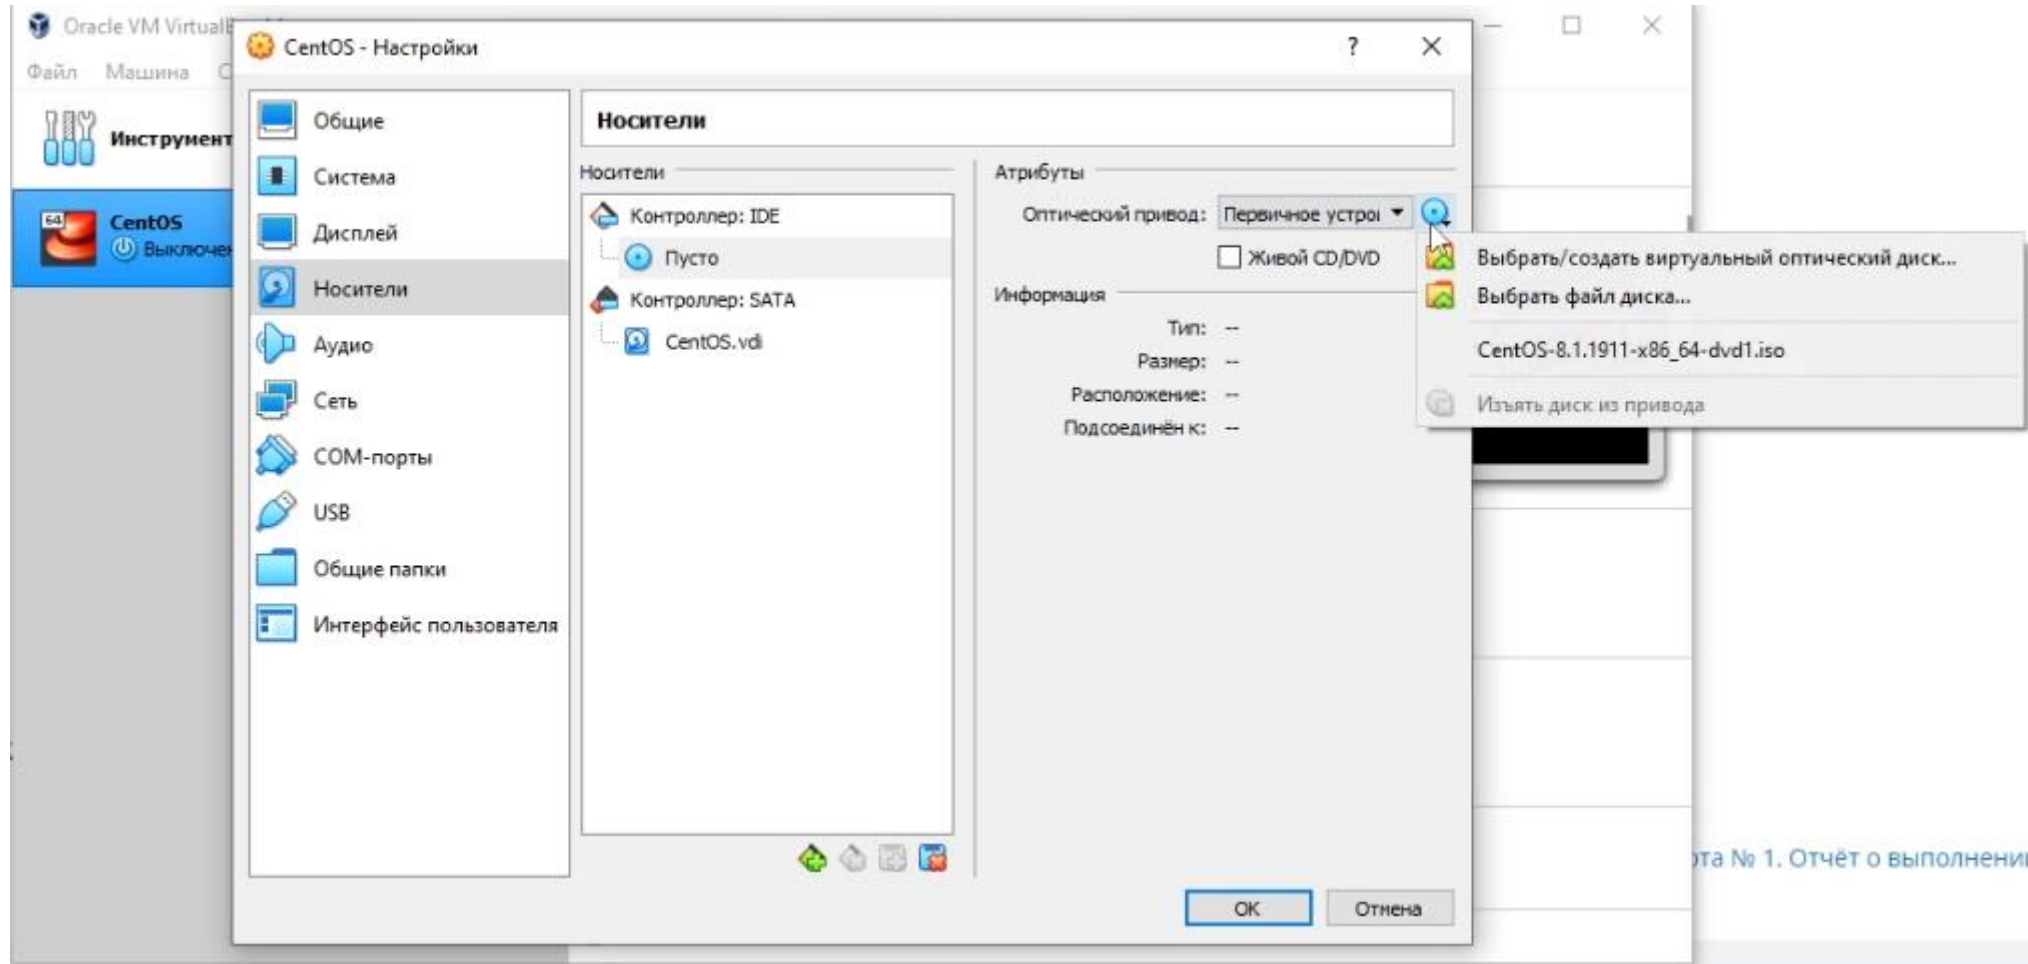 Oracle VM
CentOS - Настройки
?
Файл Машина
Инструмент
64
CentOS
Выключен
Общие
Система
Дисплей
Носители
Аудио
Сеть
COM-порты
USB
Общие папки
Интерфейс пользователя
Носители
Носители
Контроллер: IDE
Пусто
Контроллер: SATA
CentOS.vdi
Атрибуты
Оптический привод: Первичное устрой
Живой CD/DVD
Информация
Тип: --
Размер: --
Расположение: --
Подсоединён к: --
Выбрать/создать виртуальный оптический диск...
Выбрать файл диска...
CentOS-8.1.1911-x86_64-dvd1.iso
Изъять диск из привода
OK
Отмена
та № 1. Отчёт о выполнени